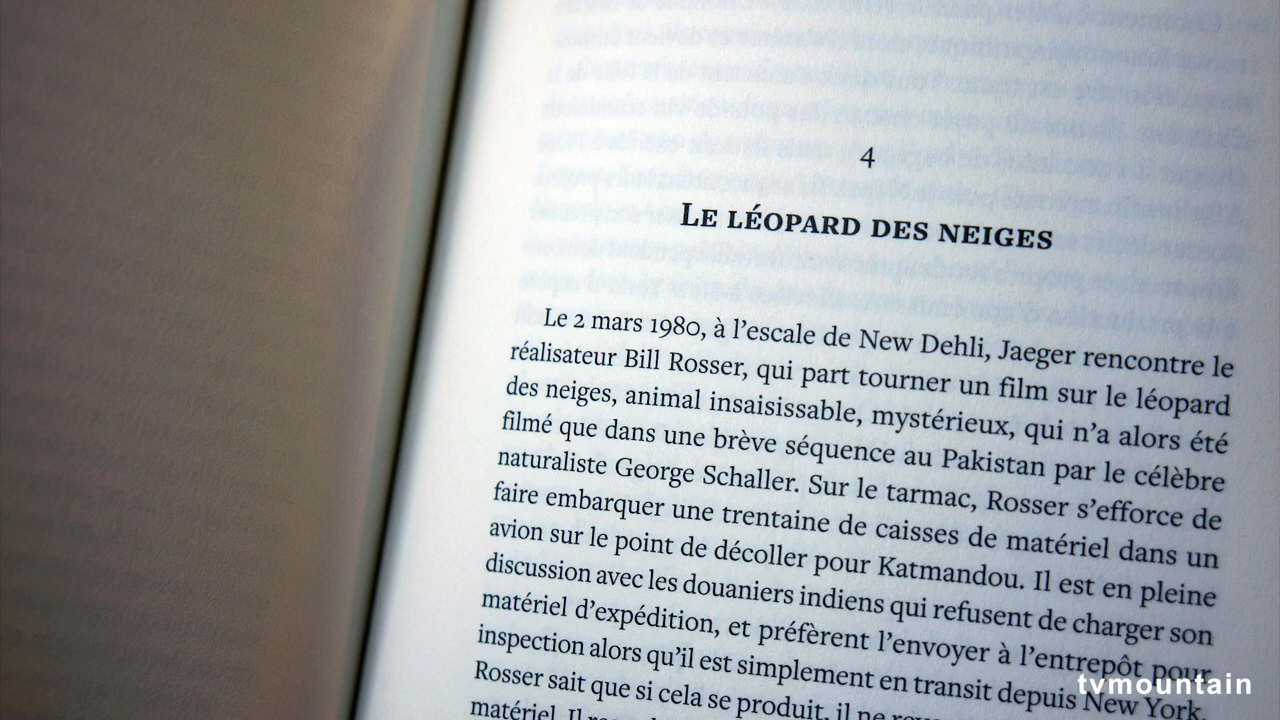 4
LE LÉOPARD DES NEIGES
Le 2 mars 1980, à l'escale de New Dehli, Jaeger rencontre le
réalisateur Bill Rosser, qui part tourner un film sur le léopard
des neiges, animal insaisissable, mystérieux, qui n'a alors été
filmé que dans une brève séquence au Pakistan par le célèbre
naturaliste George Schaller. Sur le tarmac, Rosser s'efforce de
faire embarquer une trentaine de caisses de matériel dans un
avion sur le point de décoller pour Katmandou. Il est en pleine
discussion avec les douaniers indiens qui refusent de charger son
matériel d'expédition, et préfèrent l'envoyer à l'entrepôt pour
inspection alors qu'il est simplement en transit depuis New York.
Rosser sait que si cela se produit, il ne
matériel. Il
tvmountain